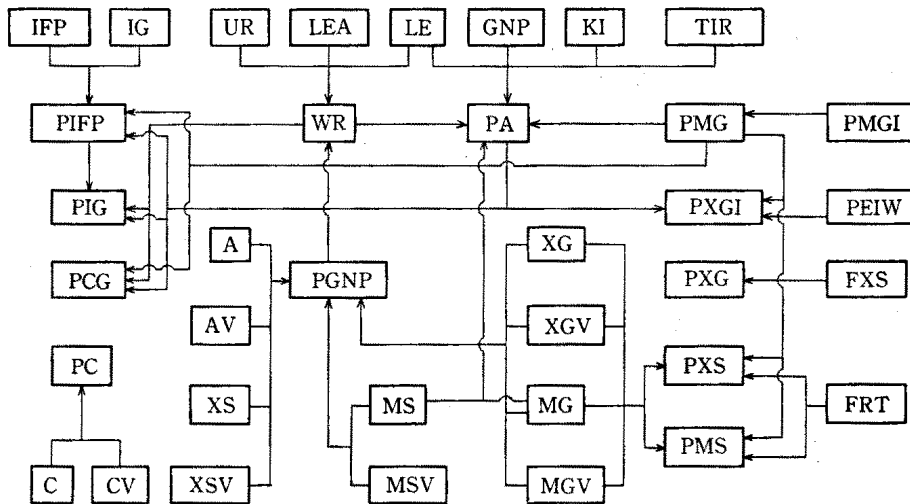 IFP IG UR LEA LE GNP KI TIR
PIFP WR PA PMG PMGI
PIG PXGI PEIW
A XG
PCG PGNP PXG FXS
AV XGV
PC PXS
XS MS MG FRT
PMS
C CV XSV MSV MGV